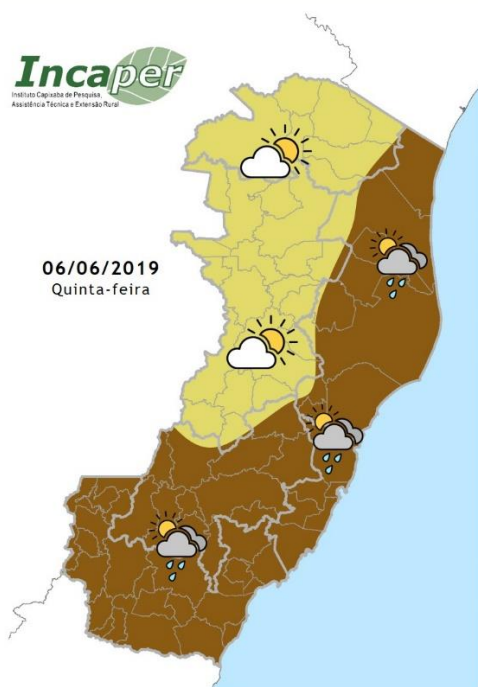 Incaper
Instituto Capixaba de Pesquisa,
Assistência Técnica e Extensão Rural
06/06/2019
Quinta-feira